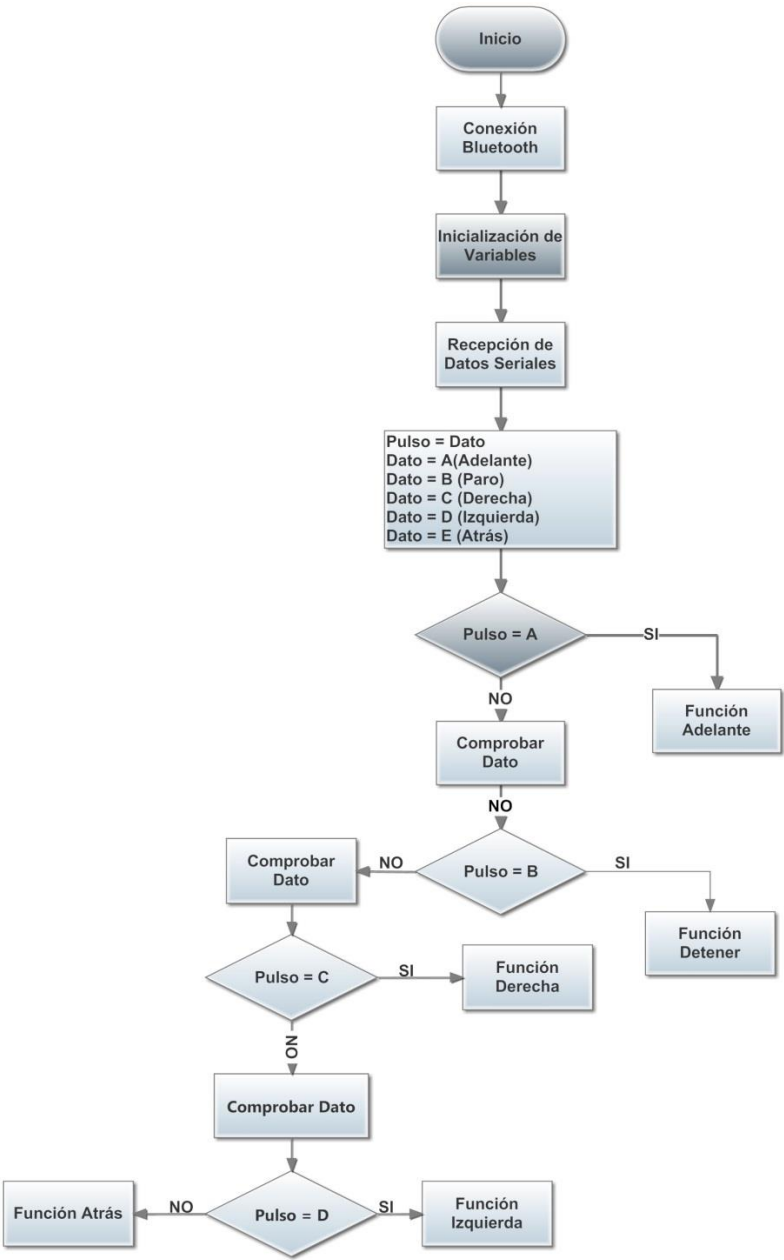 Inicio
Conexión
Bluetooth
Inicialización de
Variables
Recepción de
Datos Seriales
Pulso = Dato
Dato = A(Adelante)
Dato = B (Paro)
Dato = C (Derecha)
Dato = D (Izquierda)
Dato = E (Atrás)
Pulso = A
SI
Función
Adelante
NO
Comprobar
Dato
NO
Pulso = B
SI
Función
Detener
NO
Comprobar
Dato
Pulso = C
SI
Función
Derecha
NO
Comprobar Dato
Pulso = D
SI
Función
Izquierda
NO
Función Atrás